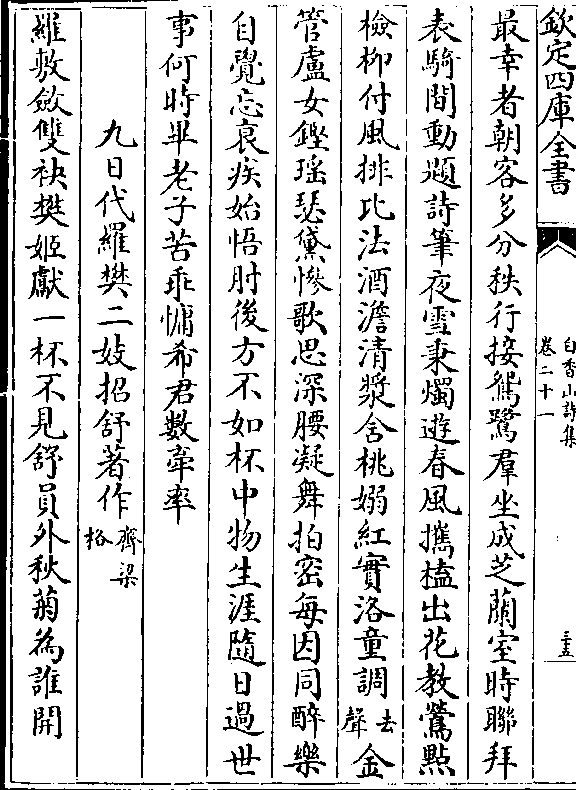 欽定四庫全書
白香山詩集
卷二十一
三五
最幸者朝客多分秩行接鴛鷺羣坐成芝蘭室時聯拜
表騎間動題詩筆夜雪秉燭遊春風攜榼出花教鶯點
檢柳付風排比法酒澹清漿含桃嫋紅實洛童調去聲金
管盧女鏗瑤瑟黛慘歌思深腰凝舞拍密每因同醉樂
自覺忘衰疾始悟肘後方不如杯中物生涯隨日過世
事何時畢老子苦乖慵希君數牽率
九日代羅樊二妓招舒著作齊梁格
羅敷斂雙袂樊姬獻一杯不見舒員外秋菊為誰開